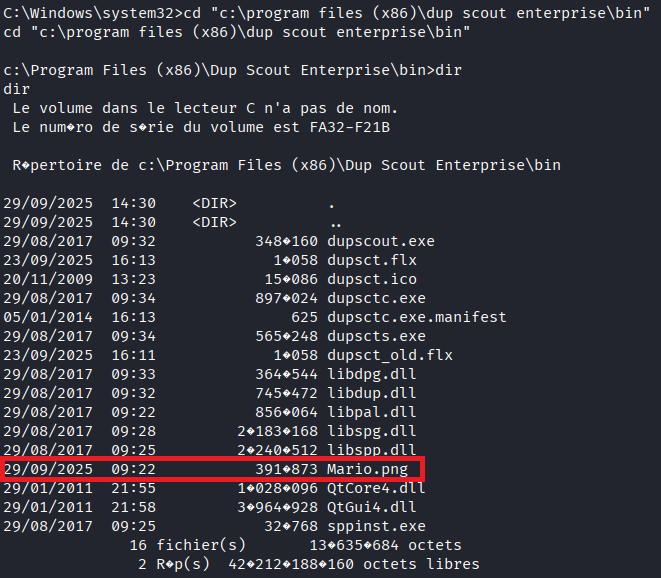 C:\Windows\system32>cd "c:\program files (x86)\dup scout enterprise\bin"
cd "c:\program files (x86)\dup scout enterprise\bin"
c:\Program Files (x86)\Dup Scout Enterprise\bin>dir
dir
 Le volume dans le lecteur C n'a pas de nom.
 Le num�ro de s�rie du volume est FA32-F21B
 R�pertoire de c:\Program Files (x86)\Dup Scout Enterprise\bin
29/09/2025  14:30    <DIR>          .
29/09/2025  14:30    <DIR>          ..
29/08/2017  09:32           348�160 dupscout.exe
23/09/2025  16:13             1�058 dupsct.flx
20/11/2009  13:23            15�086 dupsct.ico
29/08/2017  09:34           897�024 dupsctc.exe
05/01/2014  16:13               625 dupsctc.exe.manifest
29/08/2017  09:34           565�248 dupscts.exe
23/09/2025  16:11             1�058 dupsct_old.flx
29/08/2017  09:33           364�544 libdpg.dll
29/08/2017  09:32           745�472 libdup.dll
29/08/2017  09:22           856�064 libpal.dll
29/08/2017  09:28         2�183�168 libspg.dll
29/08/2017  09:25         2�240�512 libspp.dll
29/09/2025  09:22           391�873 Mario.png
29/01/2011  21:55         1�028�096 QtCore4.dll
29/01/2011  21:58         3�964�928 QtGui4.dll
29/08/2017  09:25            32�768 sppinst.exe
              16 fichier(s)       13�635�684 octets
               2 R�p(s)  42�212�188�160 octets libres